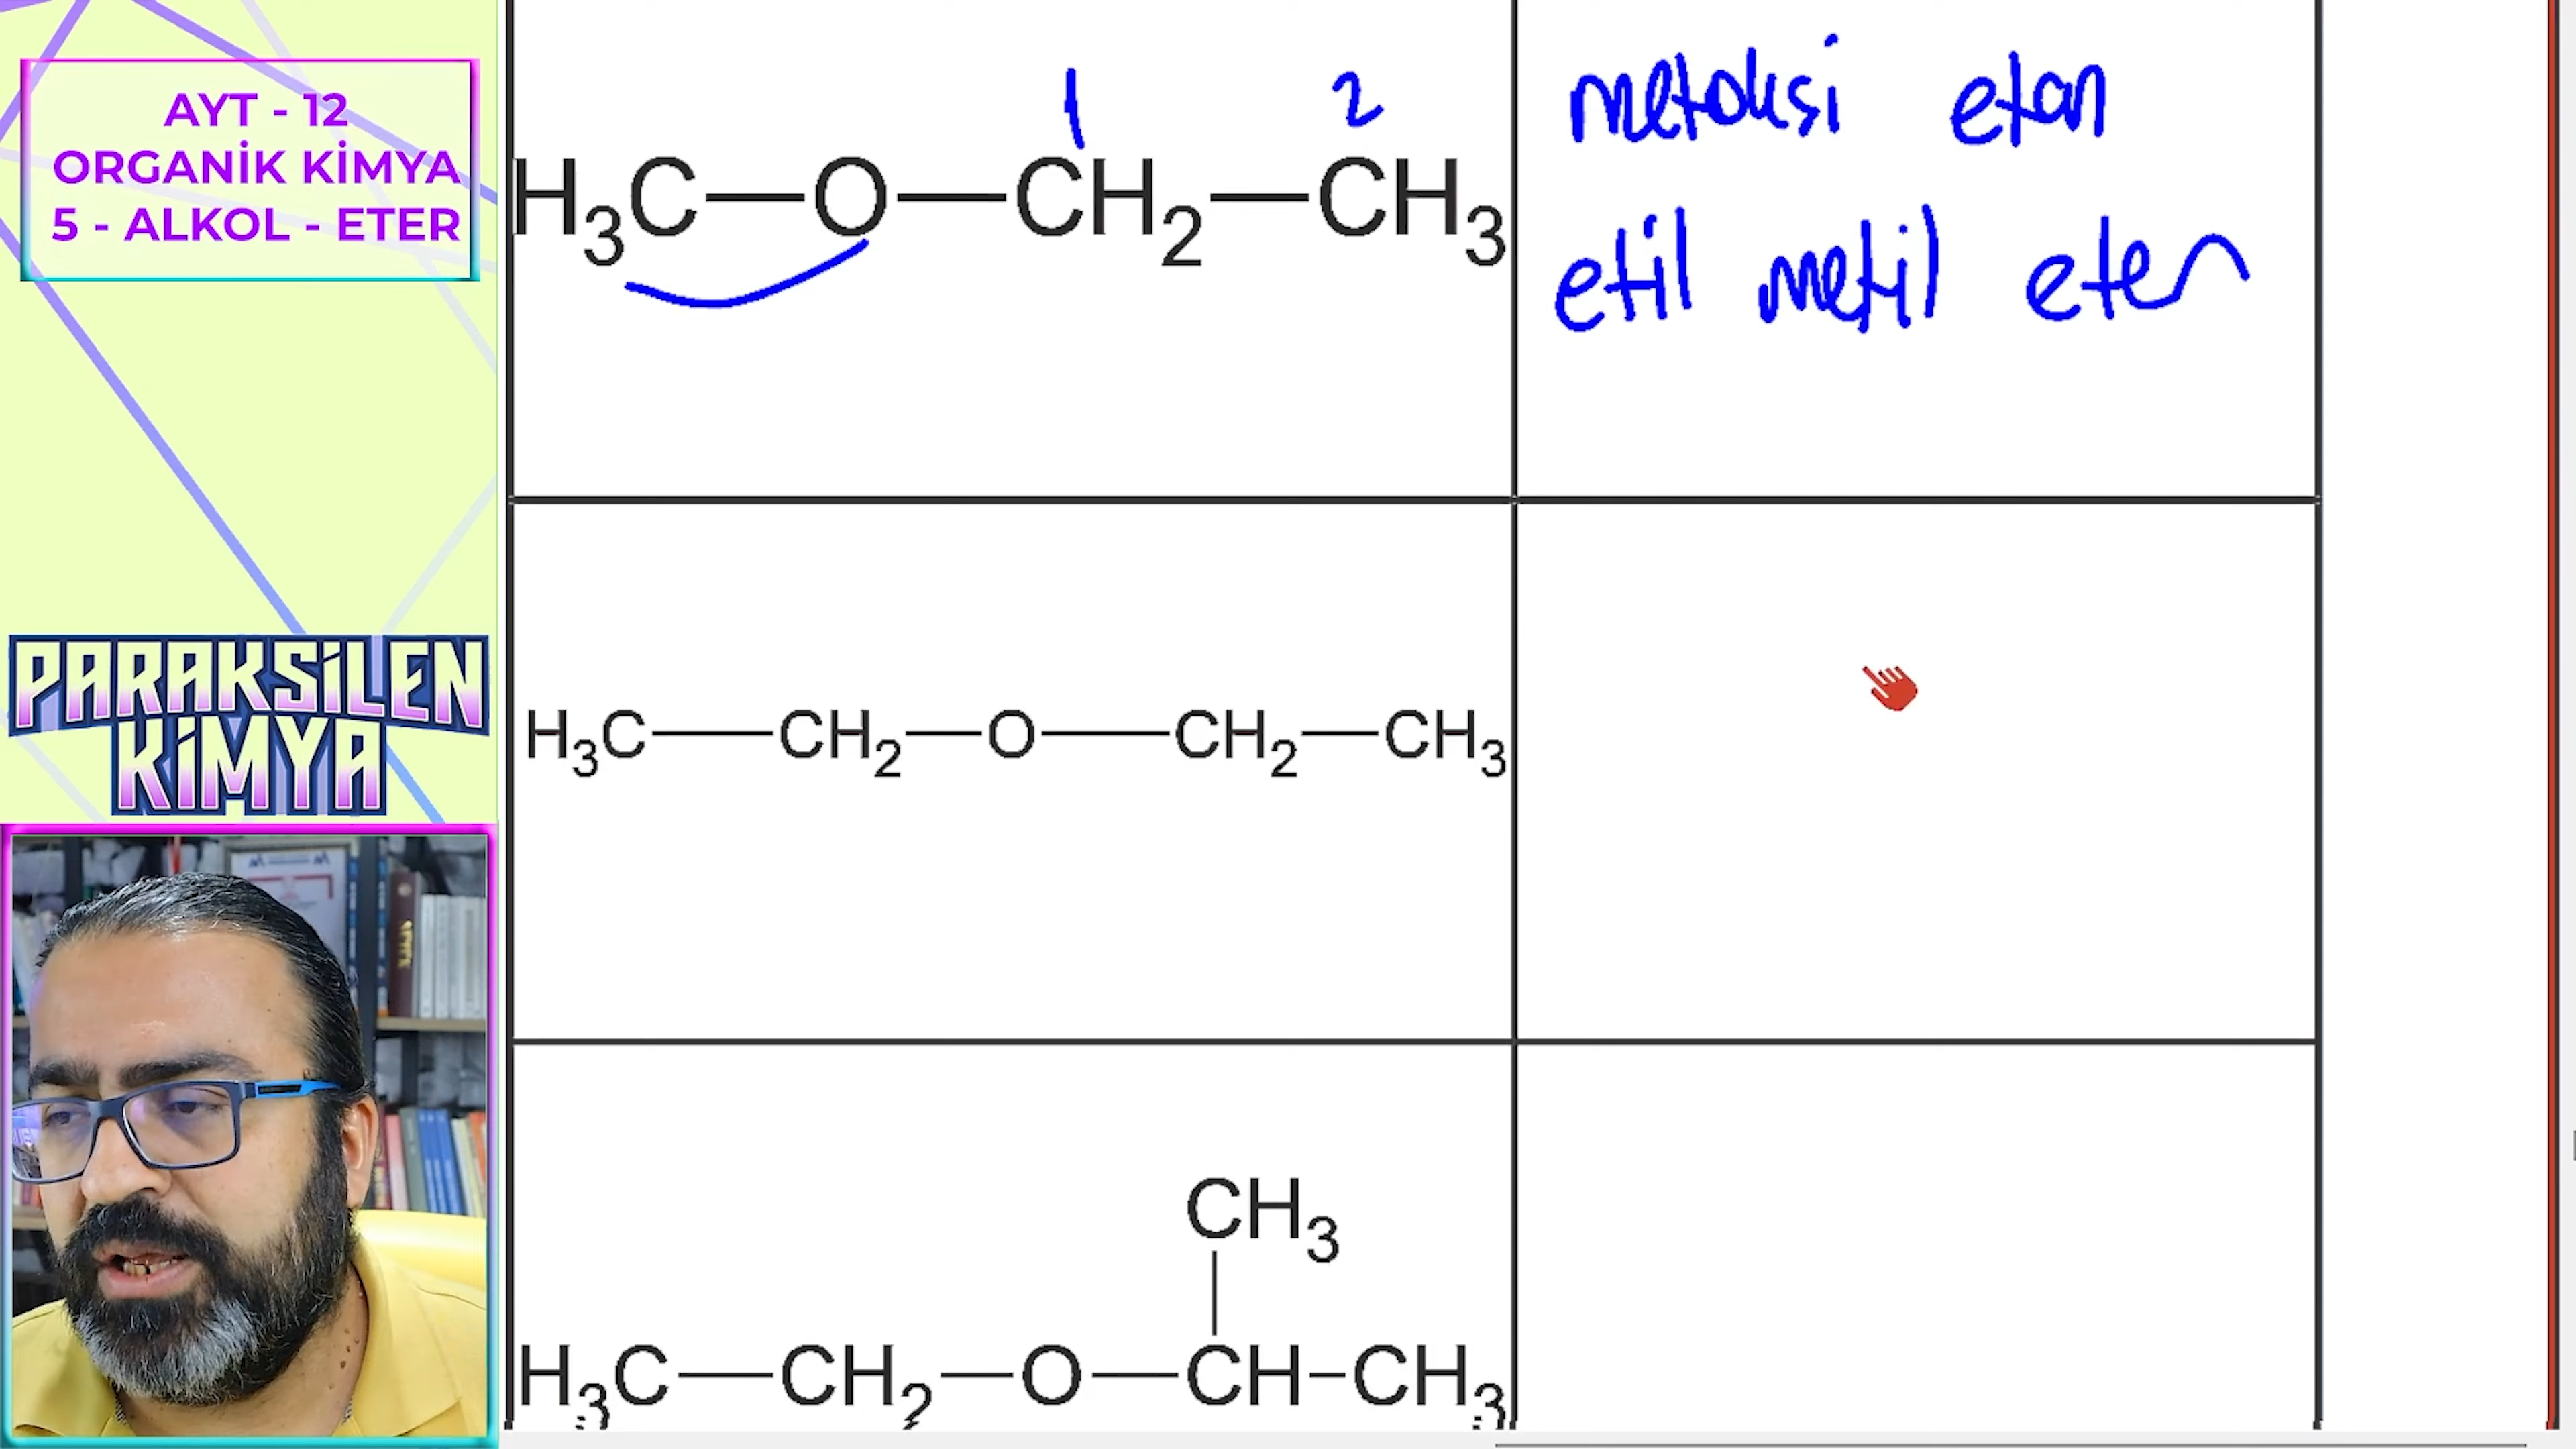 AYT - 12
ORGANİK KİMYA
5 - ALKOL - ETER
PARAKSİLEN
KİMYA
1 2
H₃C—O—CH₂—CH₃
metoksi etan
etil metil eter
H₃C—CH₂—O—CH₂—CH₃
CH₃
H₃C—CH₂—O—CH–CH₃